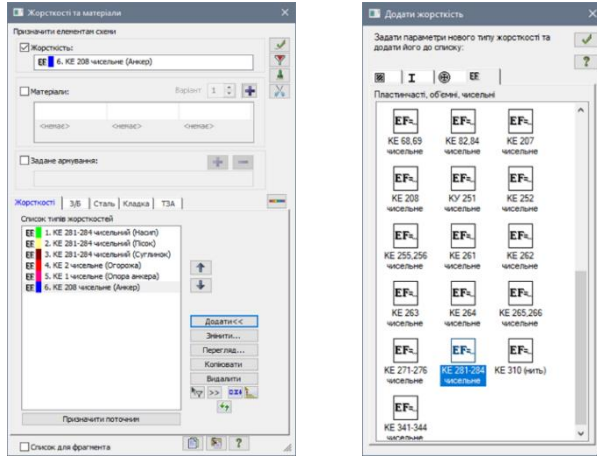 Жорсткості та матеріали
Призначити елементам схеми
Жорсткість:
6. КЕ 208 чисельне (Анкер)
Матеріали:
Варіант 1
<немає> <немає> <немає>
Задане армування:
Жорсткості З/Б Сталь Кладка ТЗА
Список типів жорсткостей
1. КЕ 281-284 чисельний (Насип)
2. КЕ 281-284 чисельний (Пісок)
3. КЕ 281-284 чисельний (Суглинок)
4. КЕ 2 чисельне (Огорожа)
5. КЕ 1 чисельне (Опора анкера)
6. КЕ 208 чисельне (Анкер)
Додати<<
Змінити...
Перегляд...
Копіювати
Видалити
>>
Призначити поточним
Список для фрагмента
Додати жорсткість
Задати параметри нового типу жорсткості та
додати його до списку:
Пластинчасті, об'ємні, чисельні
КЕ 68,69 чисельне
КЕ 82,84 чисельне
КЕ 207 чисельне
КЕ 208 чисельне
КУ 251 чисельне
КЕ 252 чисельне
КЕ 255,256 чисельне
КЕ 261 чисельне
КЕ 262 чисельне
КЕ 263 чисельне
КЕ 264 чисельне
КЕ 265,266 чисельне
КЕ 271-276 чисельне
КЕ 281-284 чисельне
КЕ 310 (нить)
КЕ 341-344 чисельне